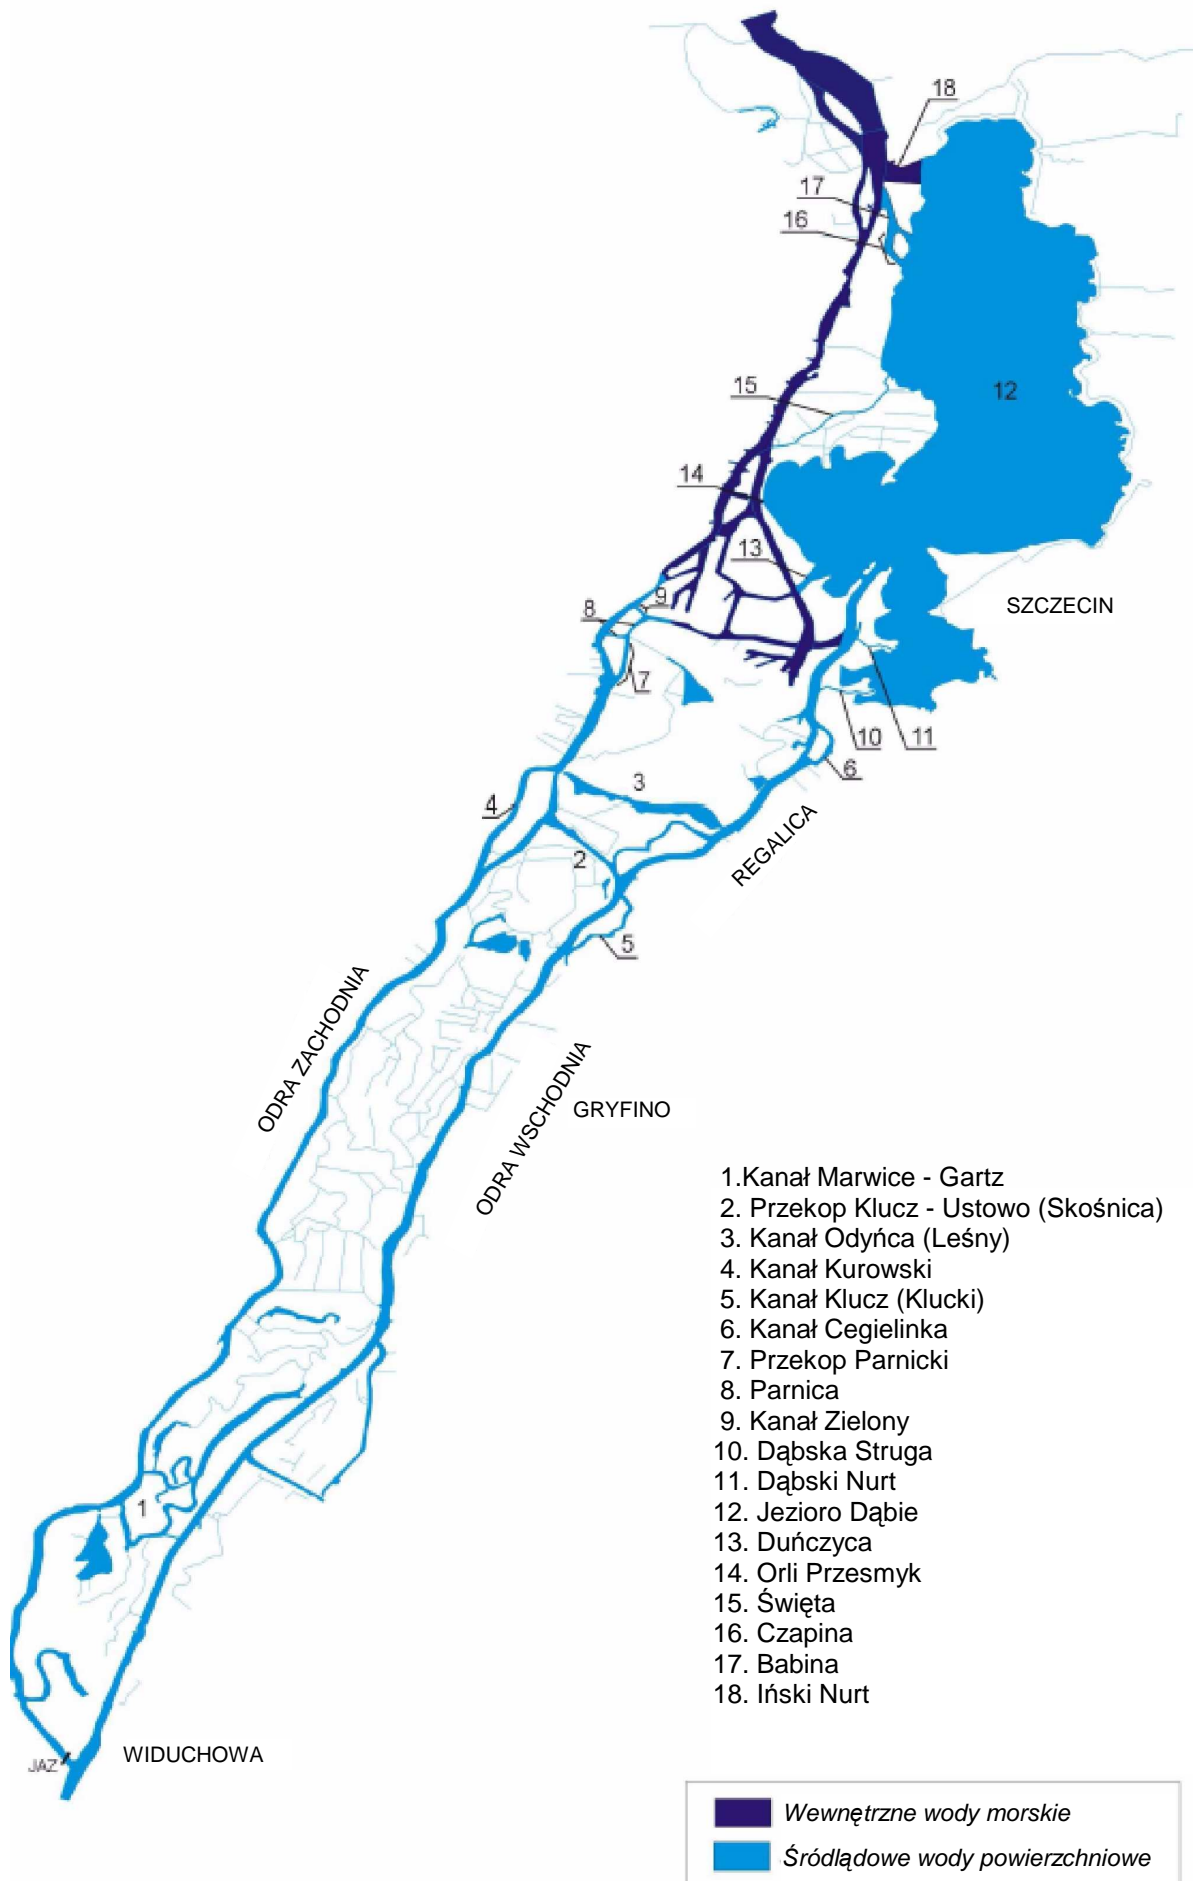 18
17
16
12
15
14
13
SZCZECIN
9
8
7
10
11
6
3
4
REGALICA
2
5
ODRA ZACHODNIA
ODRA WSCHODNIA
GRYFINO
1.Kanał Marwice - Gartz
2. Przekop Klucz - Ustowo (Skośnica)
3. Kanał Odyńca (Leśny)
4. Kanał Kurowski
5. Kanał Klucz (Klucki)
6. Kanał Cegielinka
7. Przekop Parnicki
8. Parnica
9. Kanał Zielony
10. Dąbska Struga
11. Dąbski Nurt
12. Jezioro Dąbie
13. Duńczyca
14. Orli Przesmyk
15. Święta
16. Czapina
17. Babina
18. Iński Nurt
1
WIDUCHOWA
JAZ
Wewnętrzne wody morskie
Śródlądowe wody powierzchniowe